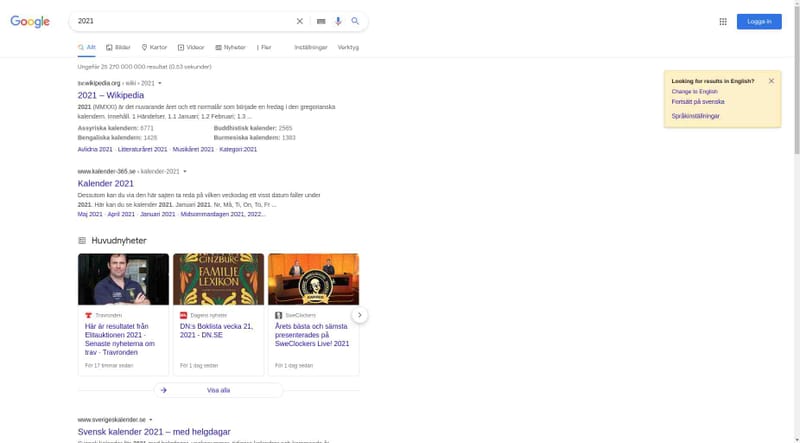 Google
2021
Logga in
Allt
Bilder
Kartor
Videor
Nyheter
Fler
Inställningar
Verktyg
Ungefär 25 270 000 000 resultat (0,63 sekunder)
sv.wikipedia.org › wiki › 2021
2021 – Wikipedia
2021 (MMXXI) är det nuvarande året och ett normalår som började en fredag i den gregorianska
kalendern. Innehåll. 1 Händelser. 1.1 Januari; 1.2 Februari; 1.3 ...
Assyriska kalendern: 6771
Buddhistisk kalender: 2565
Bengaliska kalendern: 1428
Burmesiska kalendern: 1383
Avlidna 2021 · Litteraturåret 2021 · Musikåret 2021 · Kategori:2021
Looking for results in English?
Change to English
Fortsätt på svenska
Språkinställningar
www.kalender-365.se › kalender-2021
Kalender 2021
Dessutom kan du via den här sajten ta reda på vilken veckodag ett visst datum faller under
2021. Här kan du se kalender 2021. Januari 2021. Nr, Må, Ti, On, To, Fr ...
Maj 2021 · April 2021 · Januari 2021 · Midsommardagen 2021, 2022...
Huvudnyheter
GINZBURG
FAMILJE
LEXIKON
Travronden
Här är resultatet från
Elitauktionen 2021 -
Senaste nyheterna om
trav - Travronden
För 17 timmar sedan
Dagens nyheter
DN:s Boklista vecka 21,
2021 - DN.SE
För 1 dag sedan
SweClockers
Årets bästa och sämsta
presenterades på
SweClockers Live! 2021
För 1 dag sedan
Visa alla
www.sverigeskalender.se
Svensk kalender 2021 – med helgdagar